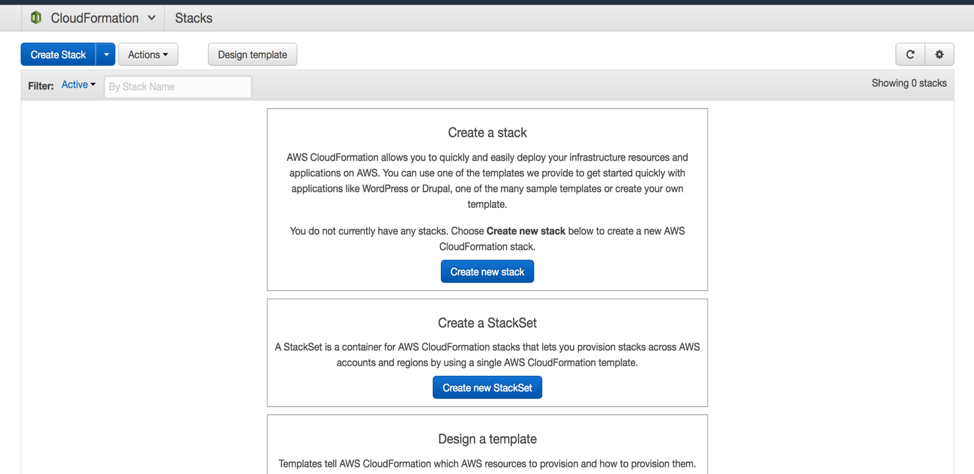 CloudFormation Stacks
Create Stack Actions Design template
Filter: Active By Stack Name Showing 0 stacks
Create a stack
AWS CloudFormation allows you to quickly and easily deploy your infrastructure resources and
applications on AWS. You can use one of the templates we provide to get started quickly with
applications like WordPress or Drupal, one of the many sample templates or create your own
template.
You do not currently have any stacks. Choose Create new stack below to create a new AWS
CloudFormation stack.
Create new stack
Create a StackSet
A StackSet is a container for AWS CloudFormation stacks that lets you provision stacks across AWS
accounts and regions by using a single AWS CloudFormation template.
Create new StackSet
Design a template
Templates tell AWS CloudFormation which AWS resources to provision and how to provision them.